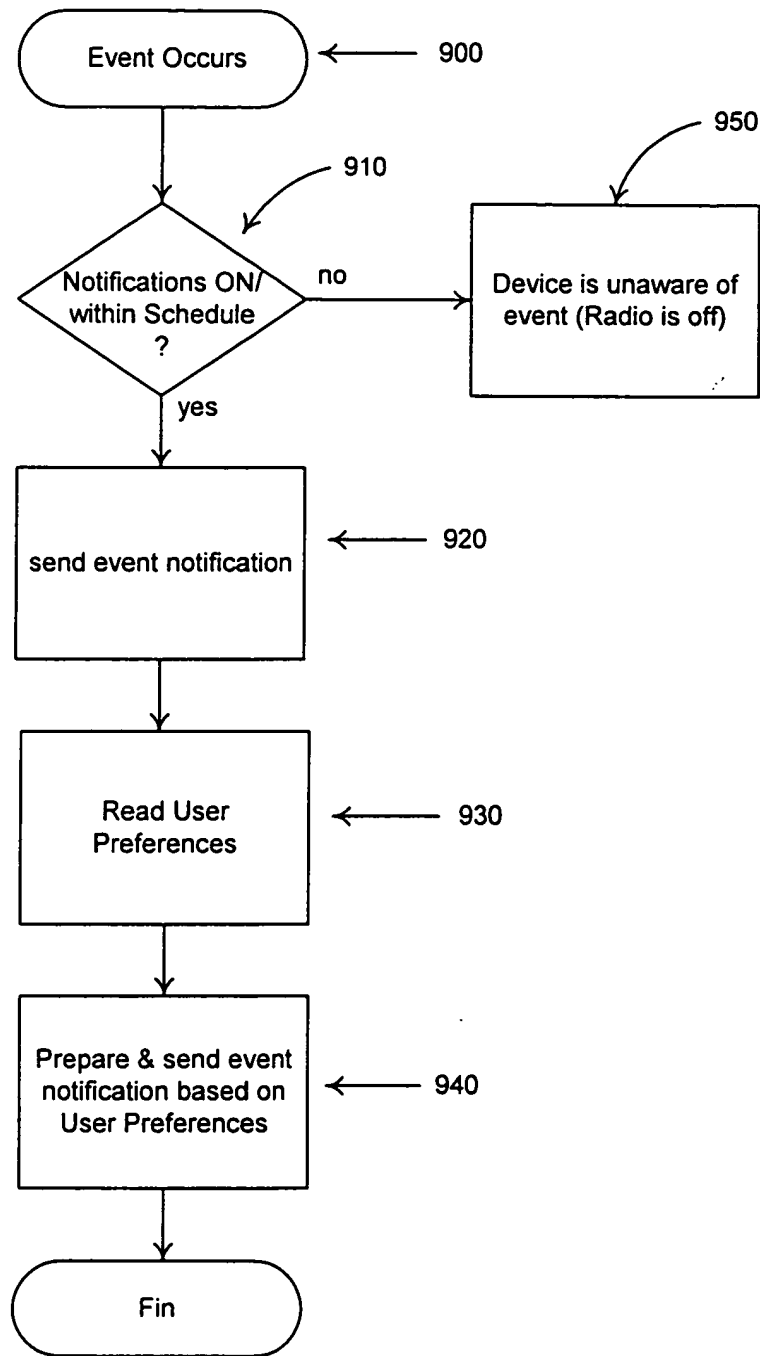 Event Occurs
900
950
910
Notifications ON/
within Schedule
?
no
Device is unaware of
event (Radio is off)
yes
send event notification
920
Read User
Preferences
930
Prepare & send event
notification based on
User Preferences
940
Fin